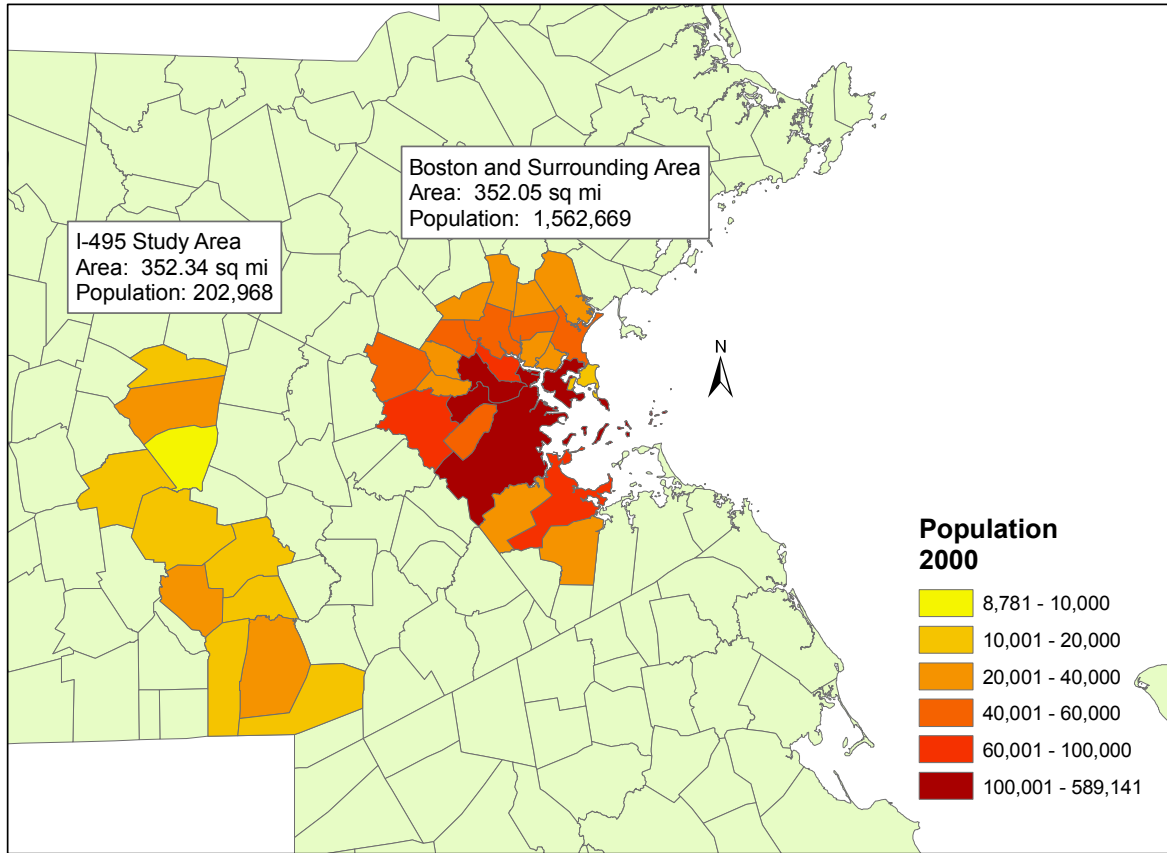 Boston and Surrounding Area
Area: 352.05 sq mi
Population: 1,562,669
I-495 Study Area
Area: 352.34 sq mi
Population: 202,968
N
Population
2000
8,781 - 10,000
10,001 - 20,000
20,001 - 40,000
40,001 - 60,000
60,001 - 100,000
100,001 - 589,141